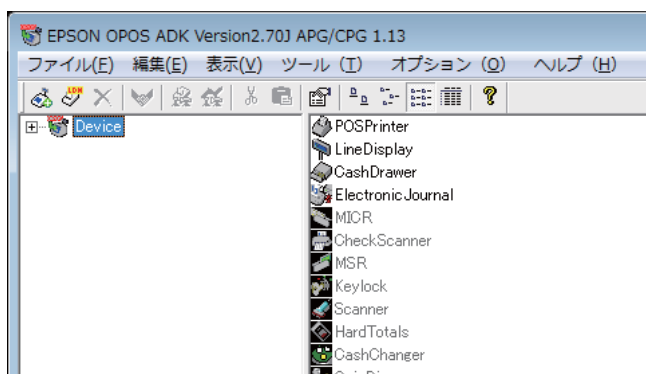 EPSON OPOS ADK Version2.70J APG/CPG 1.13
ファイル(F) 編集(E) 表示(V) ツール (T) オプション (O) ヘルプ (H)
Device
POSPrinter
LineDisplay
CashDrawer
ElectronicJournal
MICR
CheckScanner
MSR
Keylock
Scanner
HardTotals
CashChanger